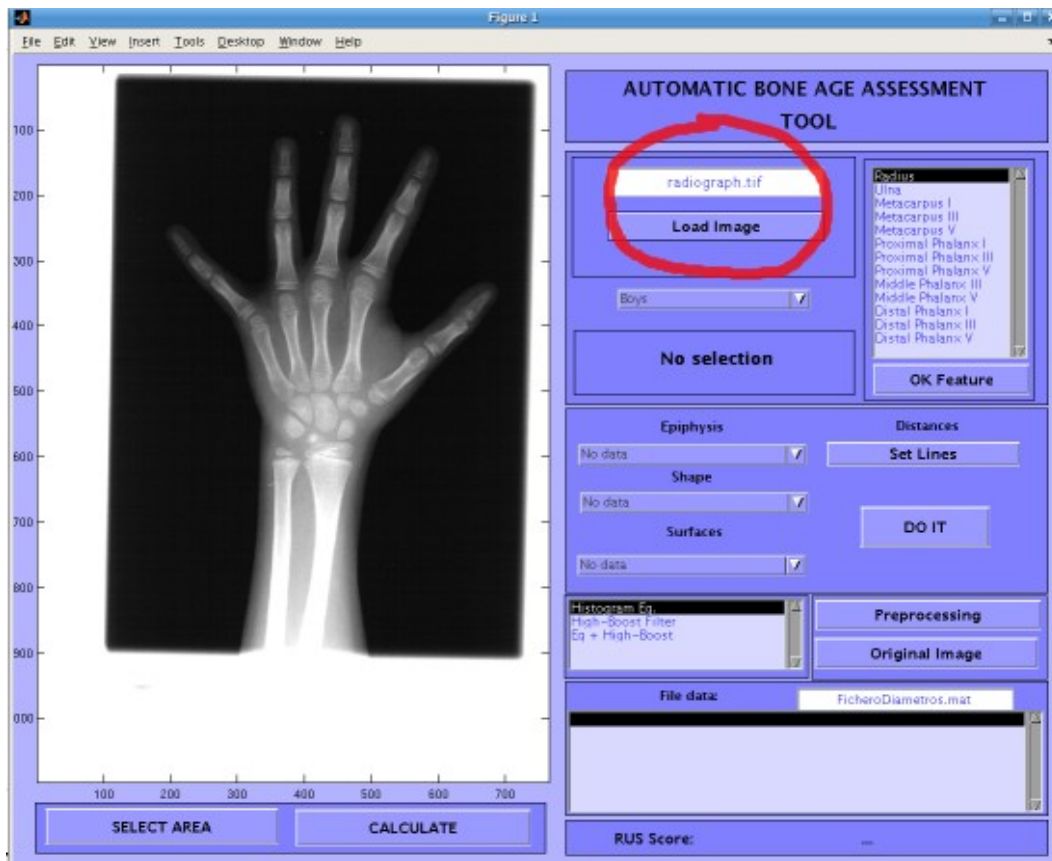 Figure 1
File Edit View Insert Tools Desktop Window Help
AUTOMATIC BONE AGE ASSESSMENT
TOOL
radiograph.tif
Load Image
Boys
No selection
Radius
Ulna
Metacarpus I
Metacarpus III
Metacarpus V
Proximal Phalanx I
Proximal Phalanx III
Proximal Phalanx V
Middle Phalanx III
Middle Phalanx V
Distal Phalanx I
Distal Phalanx III
Distal Phalanx V
OK Feature
Epiphysis
No data
Shape
No data
Surfaces
No data
Distances
Set Lines
DO IT
Histogram Eq.
High-Boost Filter
Eq + High-Boost
Preprocessing
Original Image
File data:
FicheroDiametros.mat
RUS Score:
...
100
200
300
400
500
600
700
800
900
000
100 200 300 400 500 600 700
SELECT AREA
CALCULATE